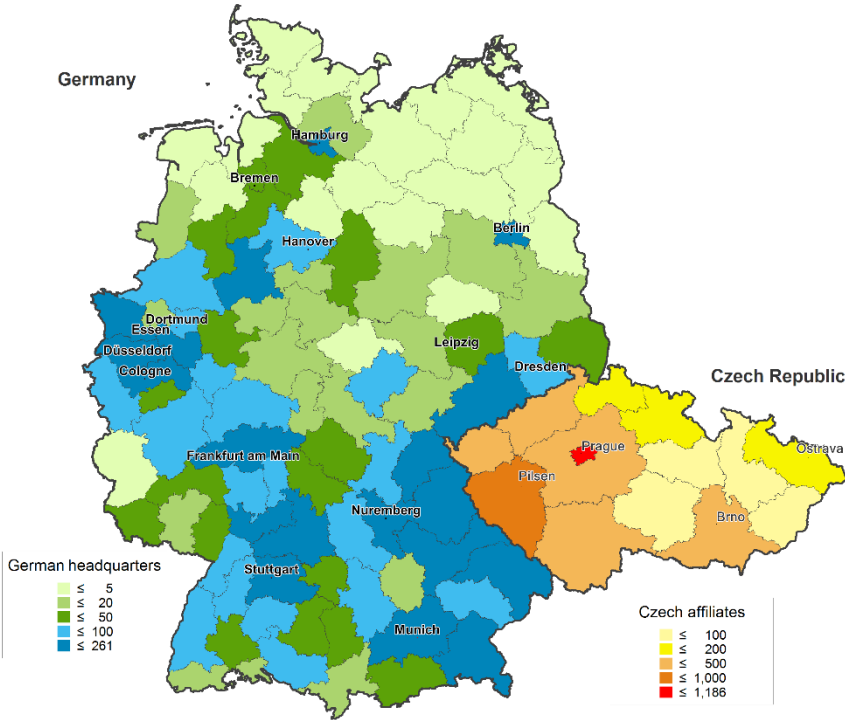 Germany
Hamburg
Bremen
Berlin
Hanover
Dortmund
Essen
Düsseldorf
Cologne
Leipzig
Dresden
Czech Republic
Frankfurt am Main
Prague
Ostrava
Pilsen
Nuremberg
Brno
Stuttgart
Munich
German headquarters
≤ 5
≤ 20
≤ 50
≤ 100
≤ 261
Czech affiliates
≤ 100
≤ 200
≤ 500
≤ 1,000
≤ 1,186